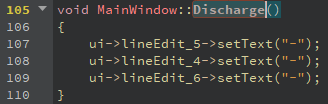 105 void MainWindow::Discharge()
106 {
107     ui->lineEdit_5->setText("-");
108     ui->lineEdit_4->setText("-");
109     ui->lineEdit_6->setText("-");
110 }